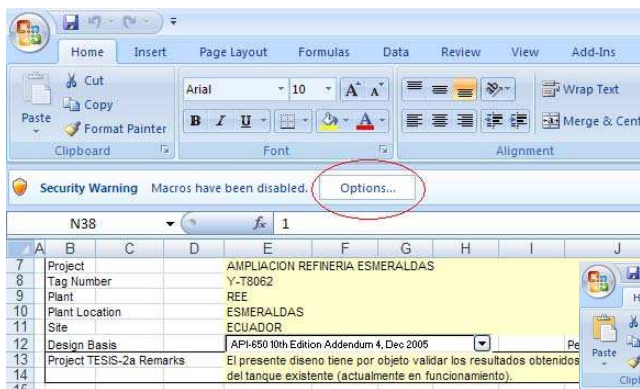 Home Insert Page Layout Formulas Data Review View Add-Ins
Cut
Copy
Format Painter
Paste
Clipboard
Arial 10 A A
B I U A
Font
Wrap Text
Merge & Cent
Alignment
Security Warning Macros have been disabled. Options...
N38 fx 1
A B C D E F G H I J
7 Project AMPLIACION REFINERIA ESMERALDAS
8 Tag Number Y-T8062
9 Plant REE
10 Plant Location ESMERALDAS
11 Site ECUADOR
12 Design Basis API-650 10th Edition Addendum 4, Dec 2005 Pe
13 Project TESIS-2a Remarks El presente diseno tiene por objeto validar los resultados obtenidos
14 del tanque existente (actualmente en funcionamiento).
H
Paste
Clip